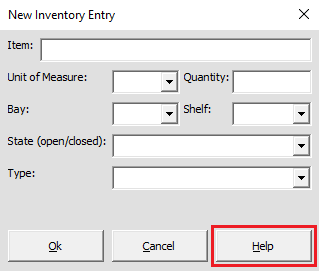 New Inventory Entry
Item:
Unit of Measure: Quantity:
Bay: Shelf:
State (open/closed):
Type:
Ok Cancel Help